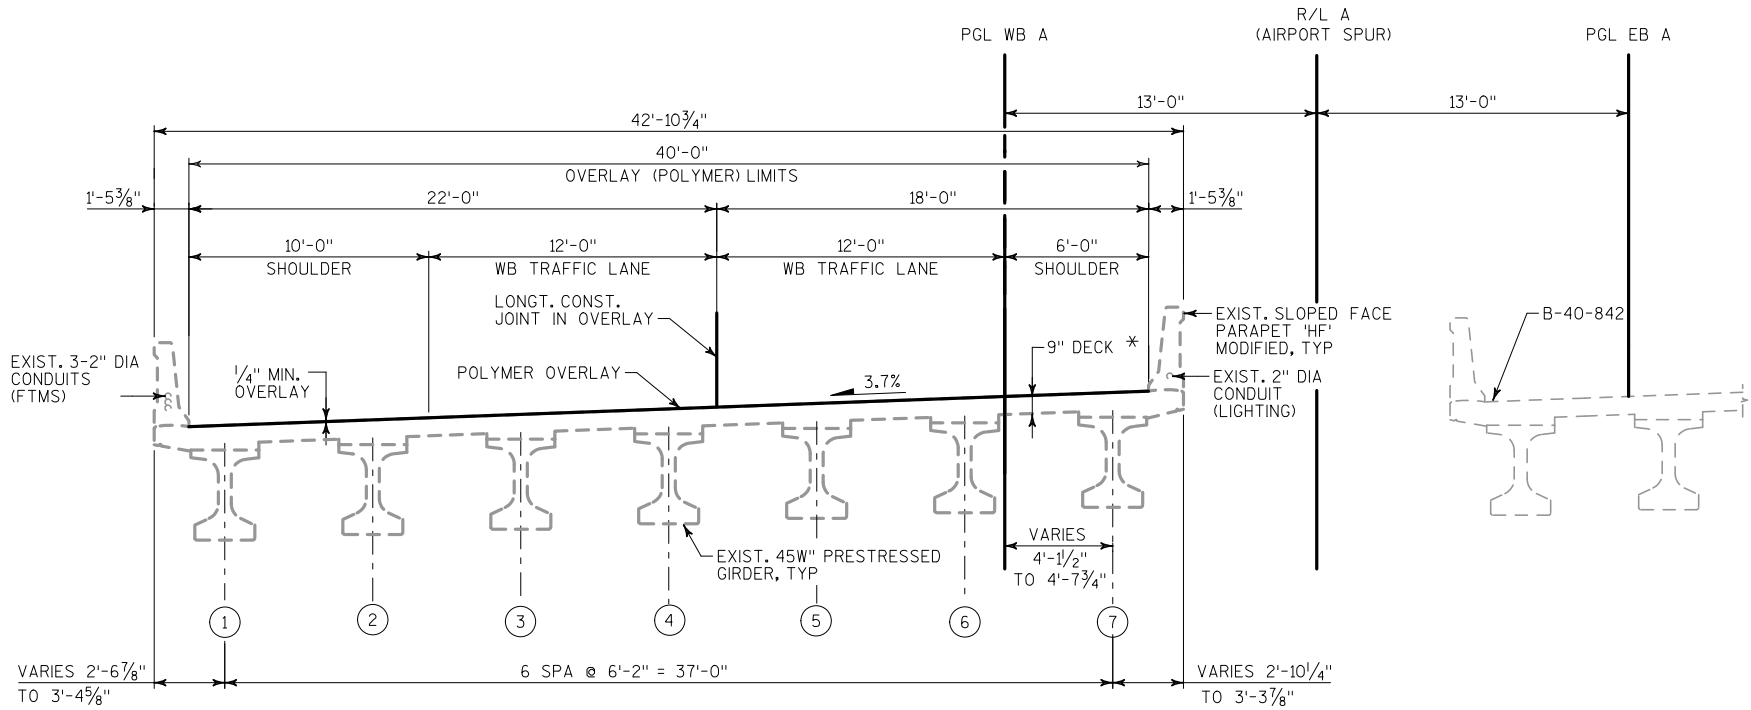 R/L A
(AIRPORT SPUR)
PGL WB A
PGL EB A
13'-0"
13'-0"
42'-10¾"
40'-0"
OVERLAY (POLYMER) LIMITS
1'-5⅜"
22'-0"
18'-0"
1'-5⅜"
10'-0"
SHOULDER
12'-0"
WB TRAFFIC LANE
12'-0"
WB TRAFFIC LANE
6'-0"
SHOULDER
LONGT. CONST.
JOINT IN OVERLAY
EXIST. SLOPED FACE
PARAPET 'HF'
MODIFIED, TYP
B-40-842
9" DECK *
EXIST. 3-2" DIA
CONDUITS
(FTMS)
¼" MIN.
OVERLAY
POLYMER OVERLAY
3.7%
EXIST. 2" DIA
CONDUIT
(LIGHTING)
EXIST. 45W" PRESTRESSED
GIRDER, TYP
VARIES
4'-1½"
TO 4'-7¾"
1
2
3
4
5
6
7
VARIES 2'-6⅞"
TO 3'-4⅝"
6 SPA @ 6'-2" = 37'-0"
VARIES 2'-10¼"
TO 3'-3⅞"